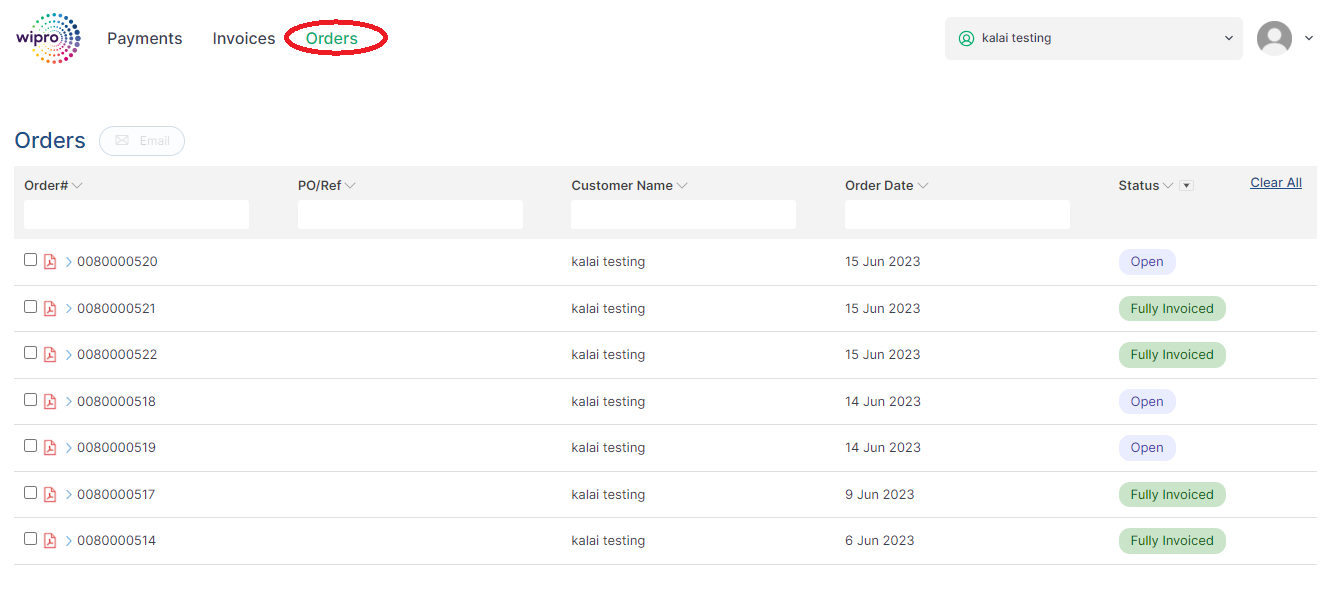 wipro Payments Invoices Orders kalai testing
Orders Email
Order# PO/Ref Customer Name Order Date Status Clear All
0080000520 kalai testing 15 Jun 2023 Open
0080000521 kalai testing 15 Jun 2023 Fully Invoiced
0080000522 kalai testing 15 Jun 2023 Fully Invoiced
0080000518 kalai testing 14 Jun 2023 Open
0080000519 kalai testing 14 Jun 2023 Open
0080000517 kalai testing 9 Jun 2023 Fully Invoiced
0080000514 kalai testing 6 Jun 2023 Fully Invoiced